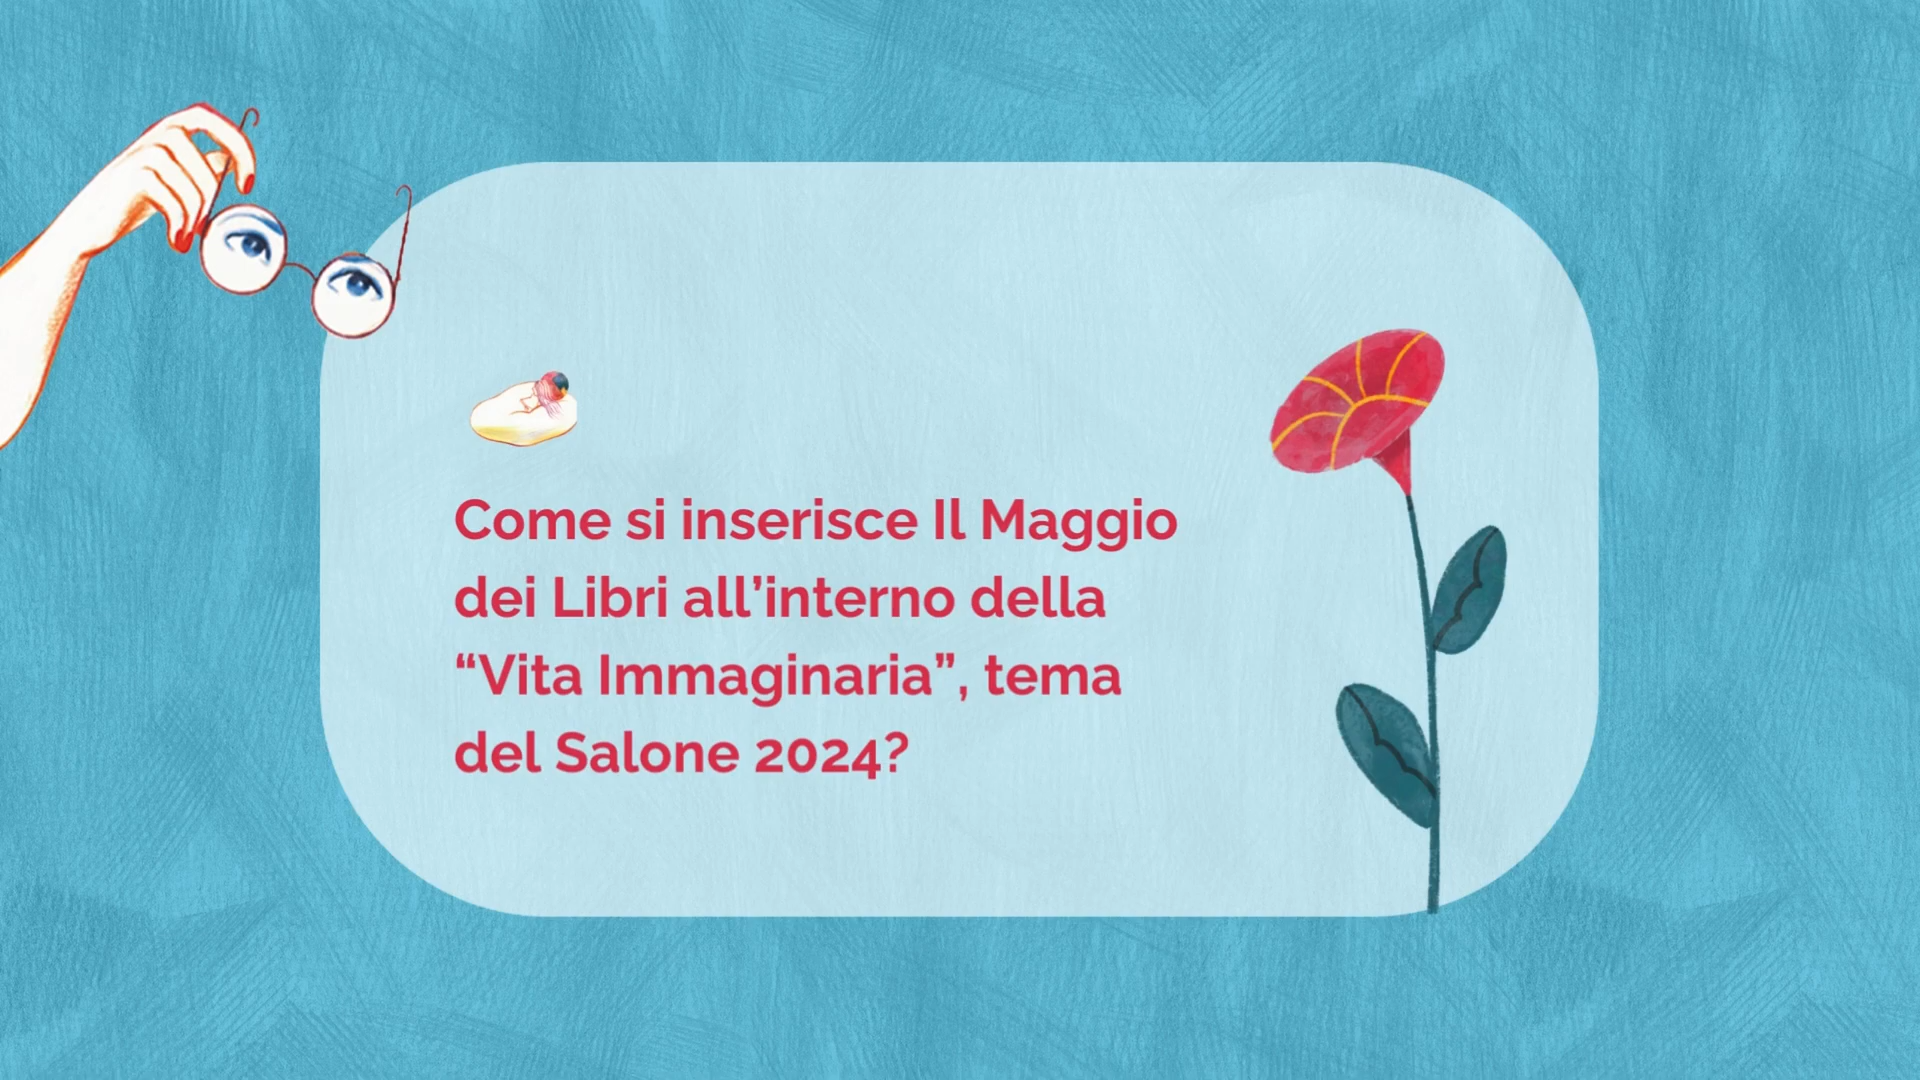 Come si inserisce Il Maggio
dei Libri all’interno della
“Vita Immaginaria”, tema
del Salone 2024?